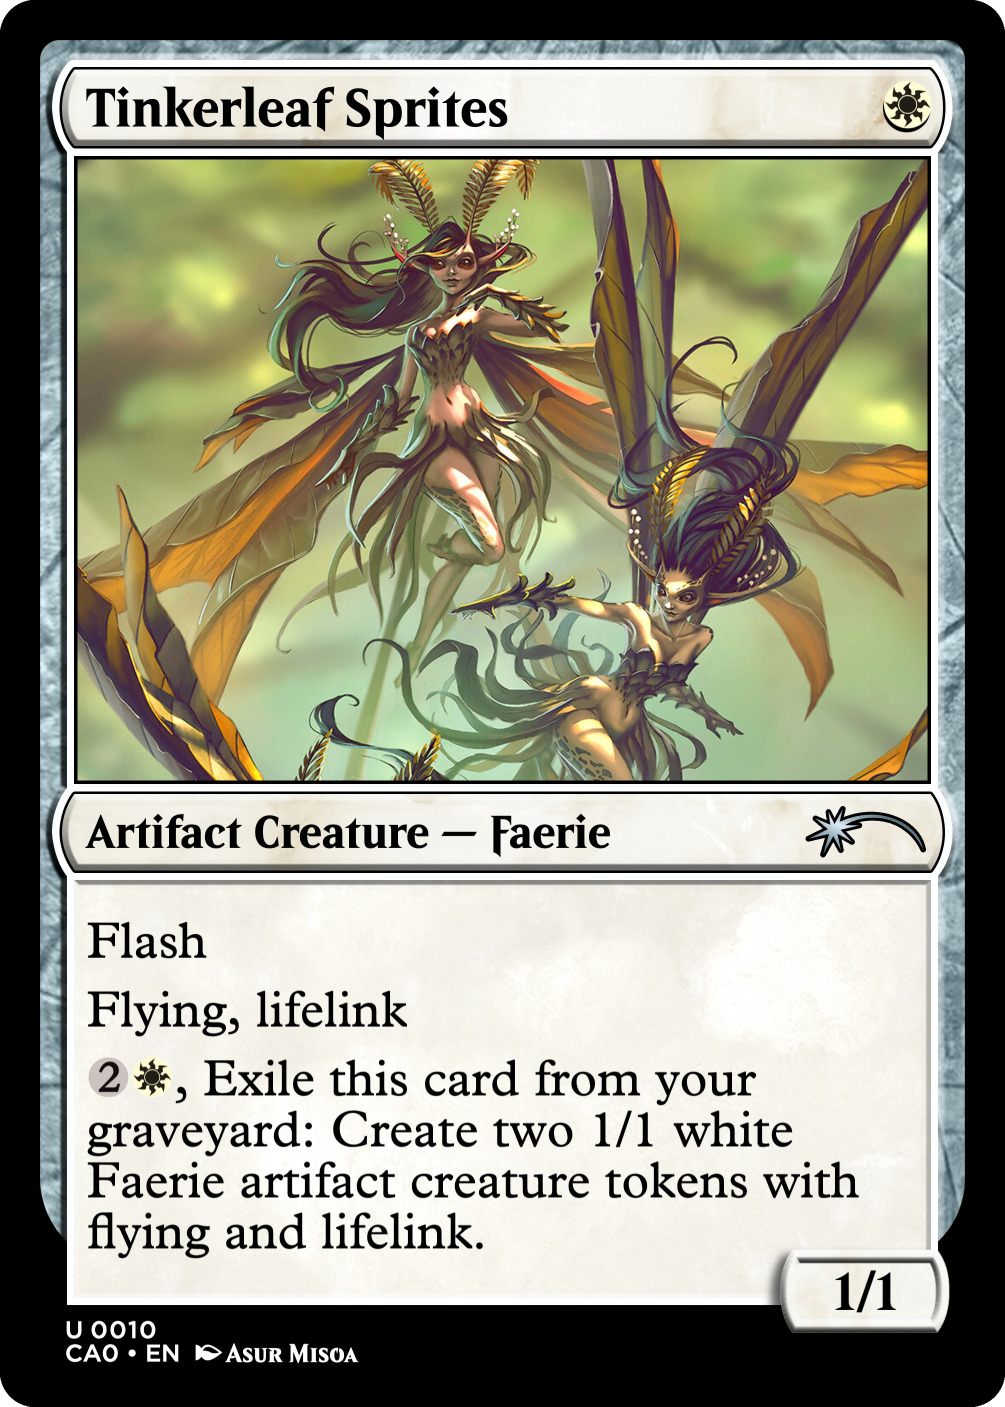 Tinkerleaf Sprites
Artifact Creature — Faerie
Flash
Flying, lifelink
2, Exile this card from your
graveyard: Create two 1/1 white
Faerie artifact creature tokens with
flying and lifelink.
1/1
U 0010
CAO • EN Asur Misoa